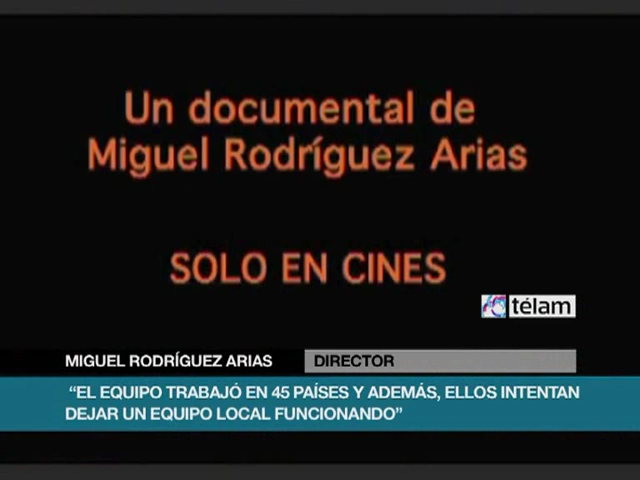 Un documental de
Miguel Rodríguez Arias
SOLO EN CINES
télam
MIGUEL RODRÍGUEZ ARIAS DIRECTOR
“EL EQUIPO TRABAJÓ EN 45 PAÍSES Y ADEMÁS, ELLOS INTENTAN
DEJAR UN EQUIPO LOCAL FUNCIONANDO”